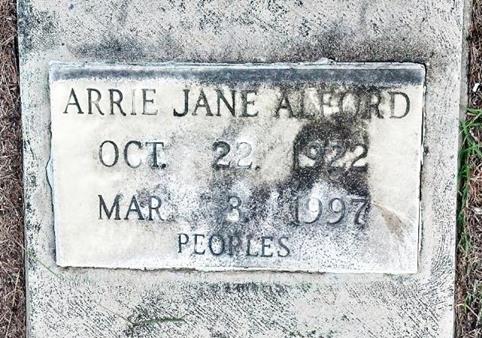 ARRIE JANE ALFORD
OCT. 22, 1922
MAR. 3, 1997
PEOPLES